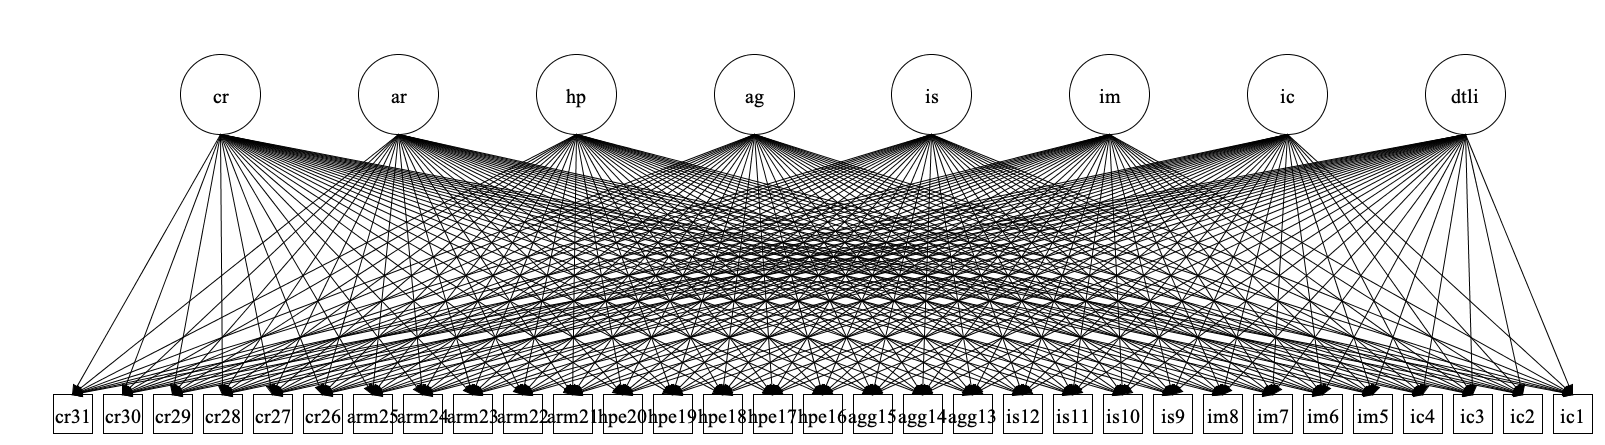 cr ar hp ag is im ic dtli
cr31 cr30 cr29 cr28 cr27 cr26 arm25 arm24 arm23 arm22 arm21 hpe20 hpe19 hpe18 hpe17 hpe16 agg15 agg14 agg13 is12 is11 is10 is9 im8 im7 im6 im5 ic4 ic3 ic2 ic1